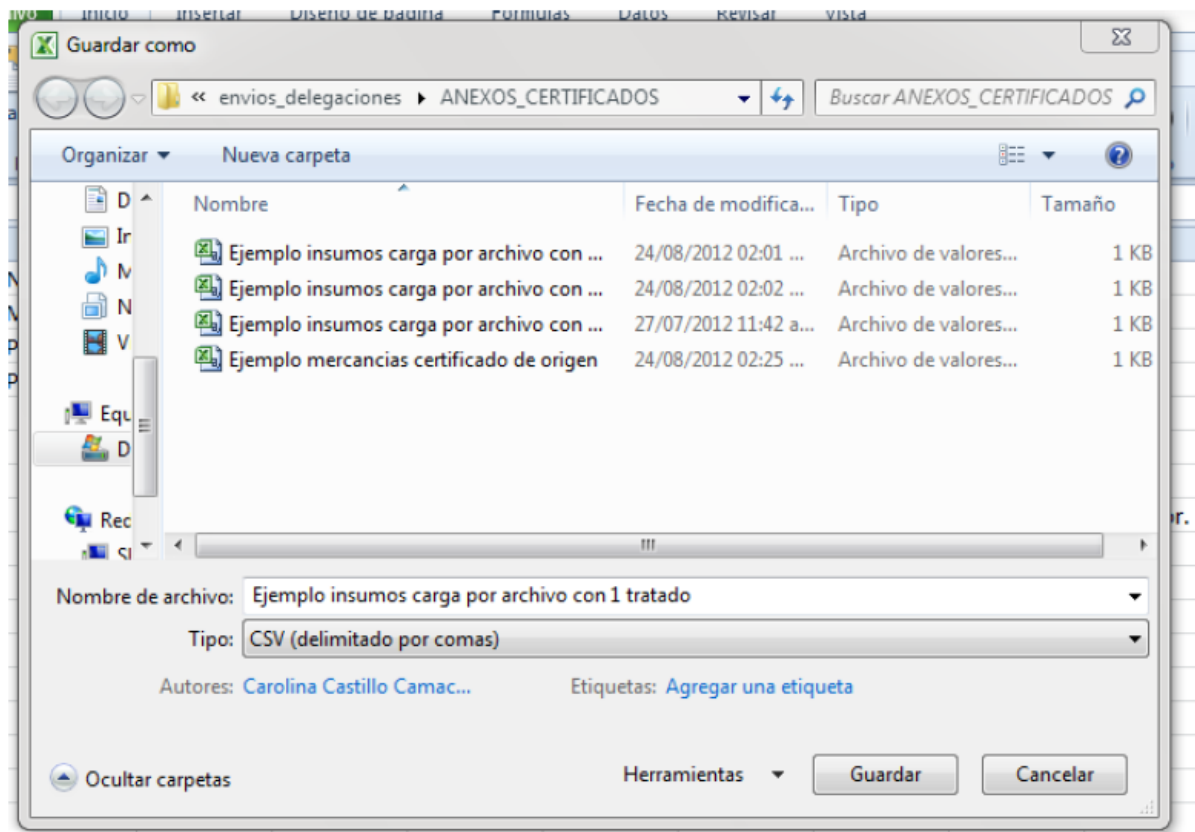 Inicio Insertar Diseño de página Fórmulas Datos Revisar Vista
Guardar como
« envios_delegaciones ANEXOS_CERTIFICADOS Buscar ANEXOS_CERTIFICADOS
Organizar Nueva carpeta
Nombre Fecha de modifica... Tipo Tamaño
Ejemplo insumos carga por archivo con ... 24/08/2012 02:01 ... Archivo de valores... 1 KB
Ejemplo insumos carga por archivo con ... 24/08/2012 02:02 ... Archivo de valores... 1 KB
Ejemplo insumos carga por archivo con ... 27/07/2012 11:42 a... Archivo de valores... 1 KB
Ejemplo mercancias certificado de origen 24/08/2012 02:25 ... Archivo de valores... 1 KB
D
Ir
M
N
V
Equ
D
Rec
Nombre de archivo: Ejemplo insumos carga por archivo con 1 tratado
Tipo: CSV (delimitado por comas)
Autores: Carolina Castillo Camac... Etiquetas: Agregar una etiqueta
Ocultar carpetas Herramientas Guardar Cancelar